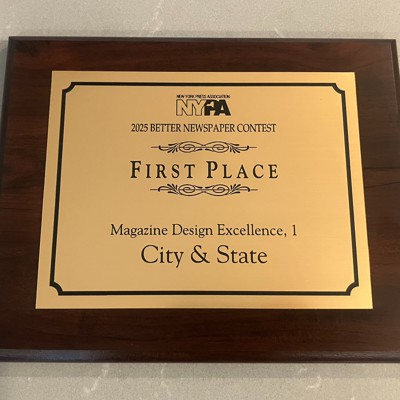 NEW YORK PRESS ASSOCIATION
NYPA
2025 BETTER NEWSPAPER CONTEST
FIRST PLACE
Magazine Design Excellence, 1
City & State